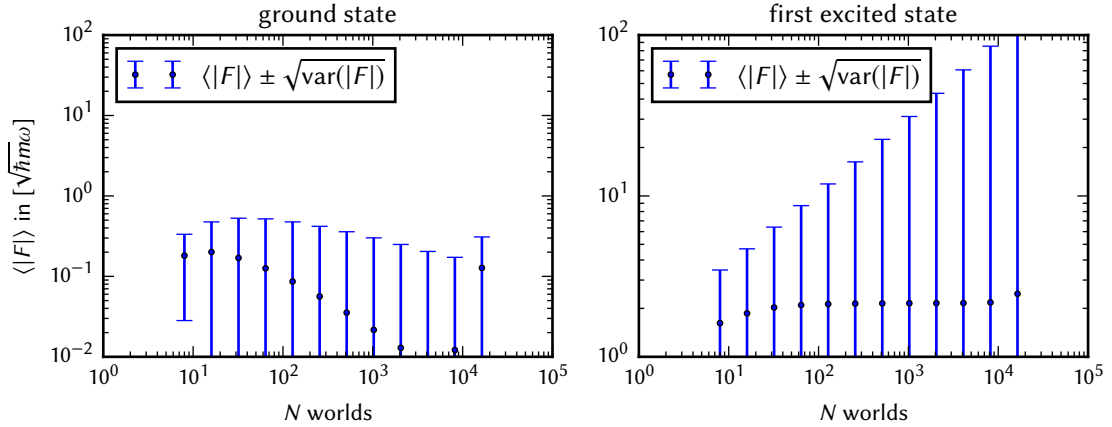 ground state
first excited state
⟨|F|⟩ ± √var(|F|)
⟨|F|⟩ ± √var(|F|)
⟨|F|⟩ in [√ħmω]
10² 10¹ 10⁰ 10⁻¹ 10⁻²
10⁰ 10¹ 10² 10³ 10⁴ 10⁵
N worlds
10² 10¹ 10⁰
10⁰ 10¹ 10² 10³ 10⁴ 10⁵
N worlds